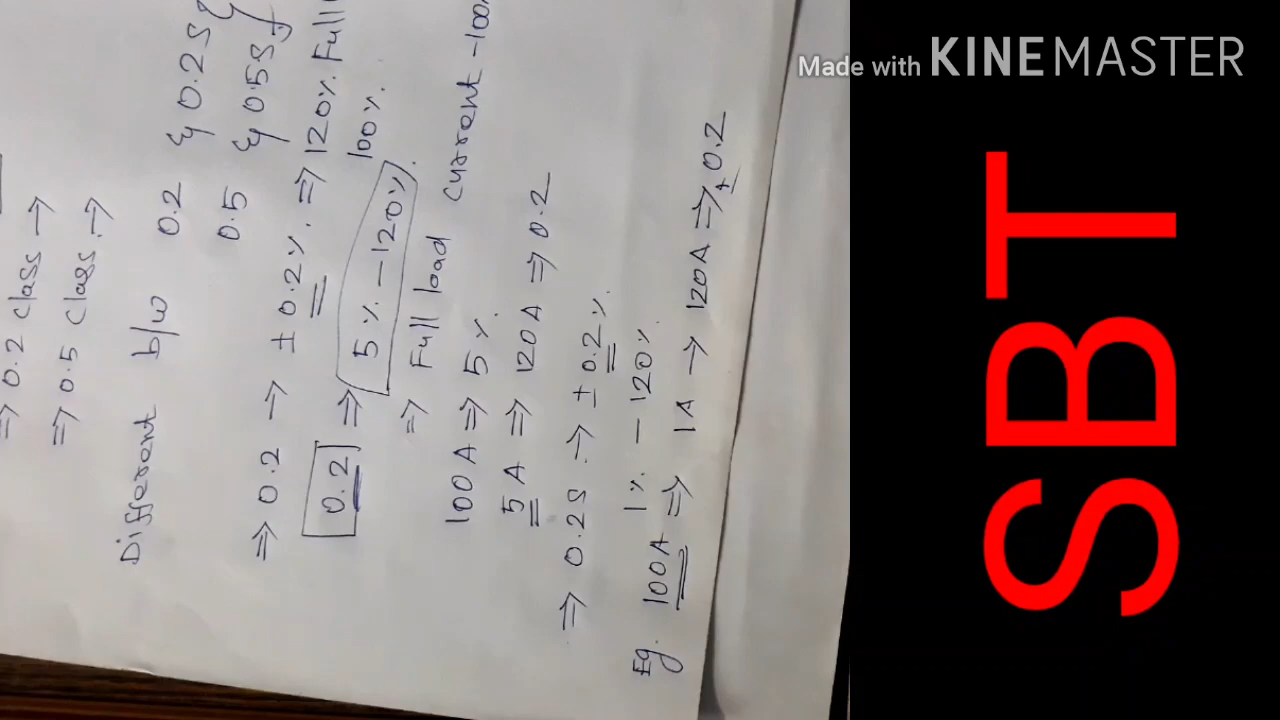 ⇒ 0.2 class →
⇒ 0.5 class. →
Different b/w 0.2 & 0.2S }
0.5 & 0.5S }
⇒ 0.2 → ± 0.2%. ⇒ 120% Full
0.2 ⇒ 5% - 120%. 100%.
⇒ Full load current - 100A
100A ⇒ 5%.
5A ⇒ 120A ⇒ 0.2
⇒ 0.2S. → ± 0.2%.
1%. - 120%.
Eg. 100A ⇒ 1A → 120A ⇒ ± 0.2
Made with KINEMASTER
SBT